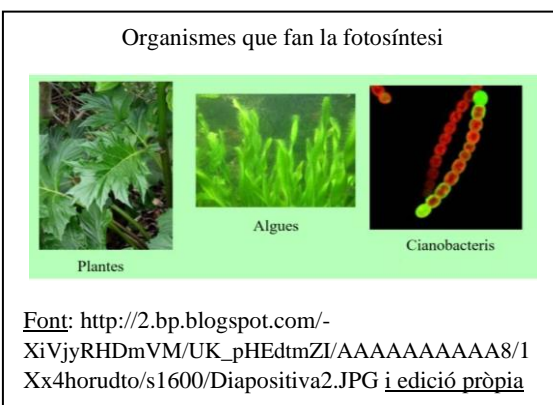 Organismes que fan la fotosíntesi
Plantes
Algues
Cianobacteris
Font: http://2.bp.blogspot.com/-
XiVjyRHDmVM/UK_pHEdtmZI/AAAAAAAAAA8/1
Xx4horudto/s1600/Diapositiva2.JPG i edició pròpia